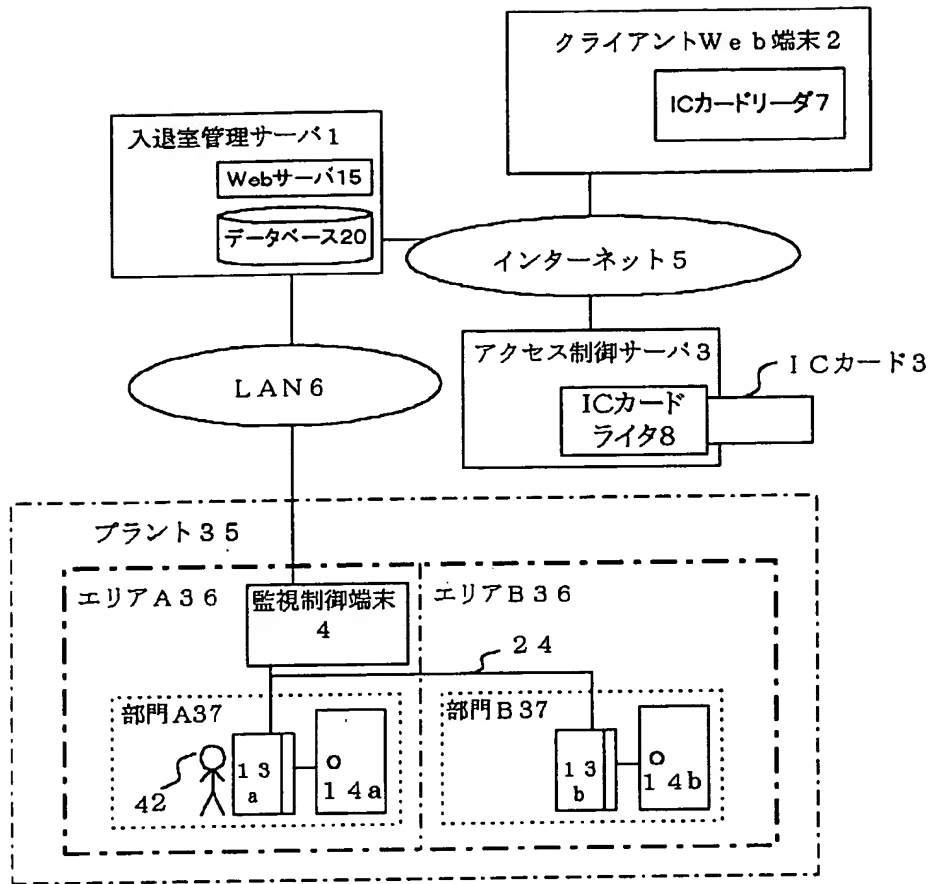 クライアントWeb端末2
ICカードリーダ7
入退室管理サーバ1
Webサーバ15
データベース20
インターネット5
アクセス制御サーバ3
ICカード
ライタ8
ICカード3
LAN6
プラント35
エリアA36
監視制御端末
4
エリアB36
24
部門A37
部門B37
13
a
14a
42
13
b
14b